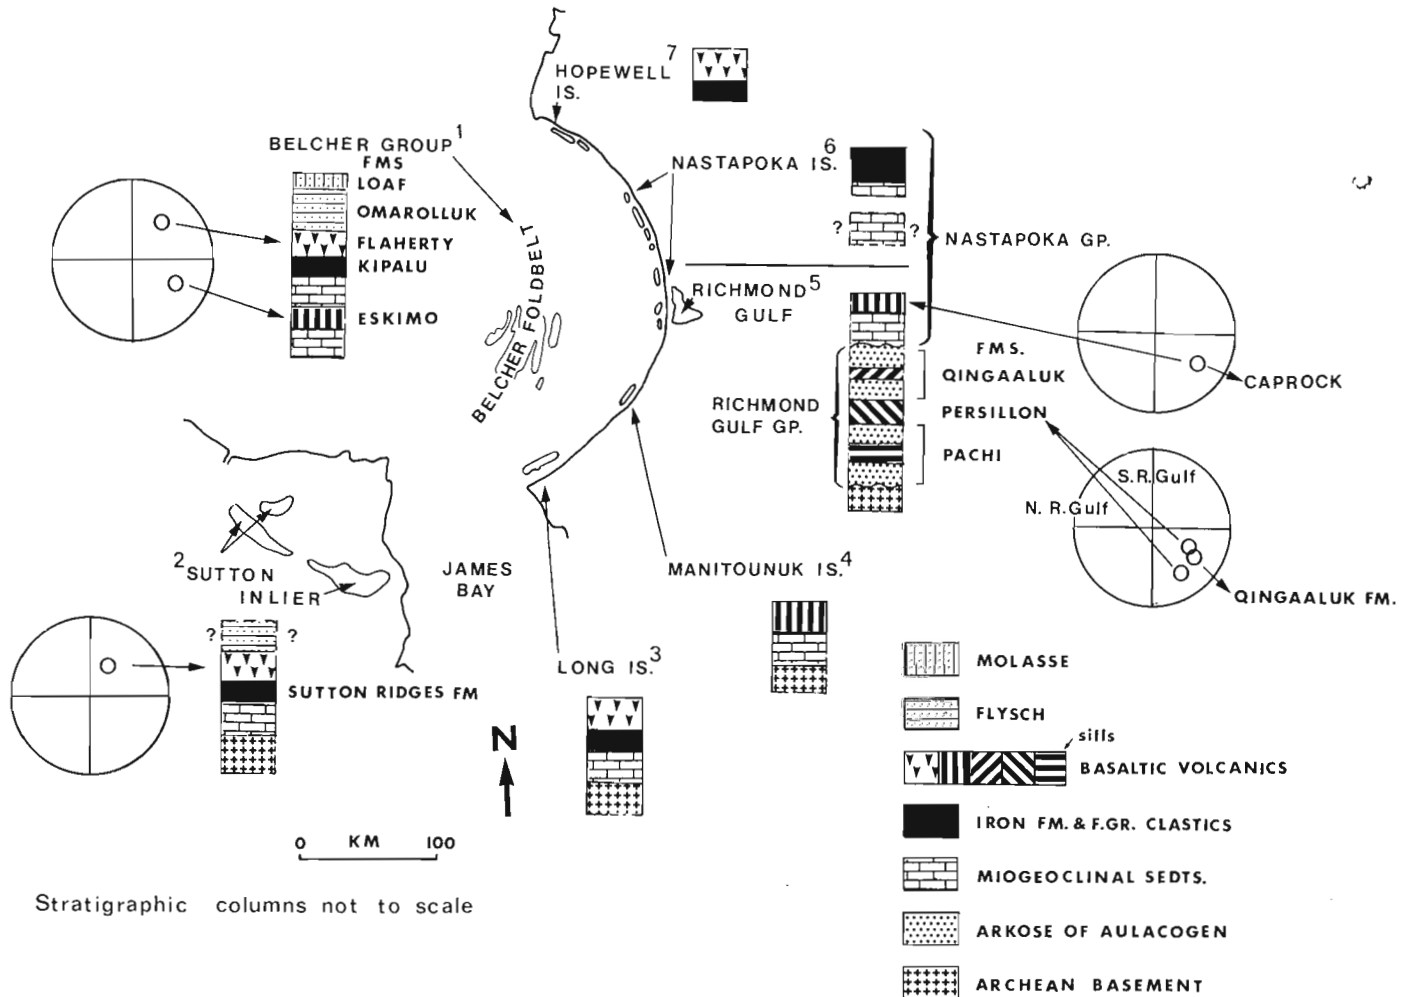 7
HOPEWELL
IS.
BELCHER GROUP 1
FMS
LOAF
OMAROLLUK
FLAHERTY
KIPALU
ESKIMO
6
NASTAPOKA IS.
? ?
NASTAPOKA GP.
BELCHER FOLDBELT
RICHMOND 5
GULF
FMS.
QINGAALUK
PERSILLON
PACHI
RICHMOND
GULF GP.
CAPROCK
S.R.Gulf
N. R.Gulf
QINGAALUK FM.
2 SUTTON
INLIER
JAMES
BAY
MANITOUNUK IS. 4
LONG IS. 3
? ?
SUTTON RIDGES FM
N
0 KM 100
Stratigraphic columns not to scale
MOLASSE
FLYSCH
sills
BASALTIC VOLCANICS
IRON FM. & F.GR. CLASTICS
MIOGEOCLINAL SEDTS.
ARKOSE OF AULACOGEN
ARCHEAN BASEMENT